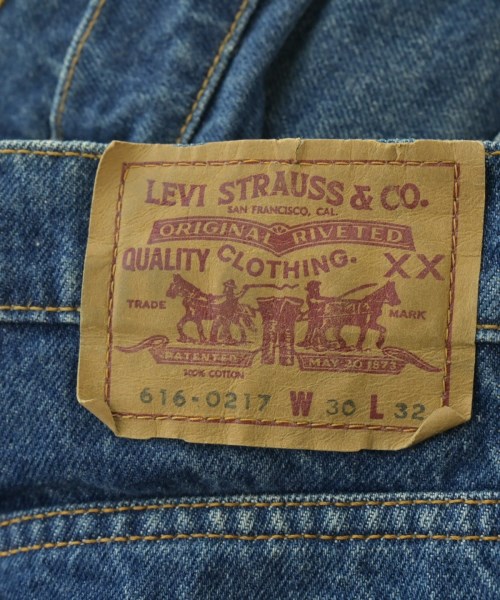 LEVI STRAUSS & CO.
SAN FRANCISCO, CAL.
ORIGINAL RIVETED
QUALITY CLOTHING. XX
TRADE MARK
PATENTED MAY 20 1873
100% COTTON
616-0217 W 30 L 32